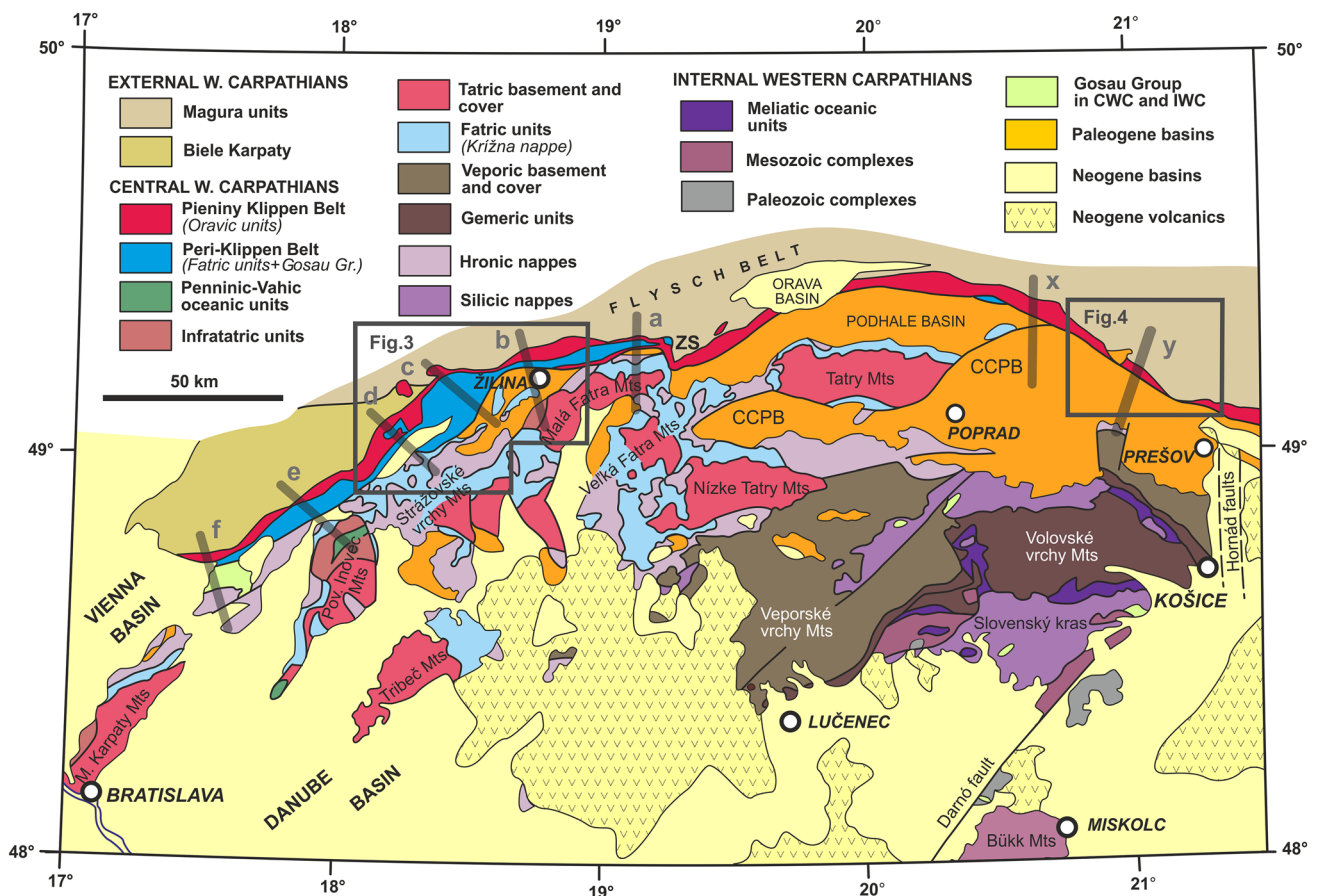 17°
18°
19°
20°
21°
50°
50°
EXTERNAL W. CARPATHIANS
Magura units
Biele Karpaty
CENTRAL W. CARPATHIANS
Pieniny Klippen Belt
(Oravic units)
Peri-Klippen Belt
(Fatric units+Gosau Gr.)
Penninic-Vahic
oceanic units
Infratatric units
Tatric basement and
cover
Fatric units
(Krížna nappe)
Veporic basement
and cover
Gemeric units
Hronic nappes
Silicic nappes
INTERNAL WESTERN CARPATHIANS
Meliatic oceanic
units
Mesozoic complexes
Paleozoic complexes
Gosau Group
in CWC and IWC
Paleogene basins
Neogene basins
Neogene volcanics
50 km
FLYSCH BELT
ORAVA
BASIN
PODHALE BASIN
x
Fig.4
y
a
b
Fig.3
c
ZS
ŽILINA
d
Malá Fatra Mts
Tatry Mts
CCPB
CCPB
POPRAD
PREŠOV
49°
49°
e
f
Strážovské
vrchy Mts
Veľká Fatra Mts
Nízke Tatry Mts
Hornád faults
Volovské
vrchy Mts
KOŠICE
VIENNA
BASIN
Pov. Inovec
Mts
Veporské
vrchy Mts
Slovenský kras
Tribeč Mts
LUČENEC
M. Karpaty Mts
BRATISLAVA
DANUBE
BASIN
Darnó fault
MISKOLC
Bükk Mts
48°
48°
17°
18°
19°
20°
21°